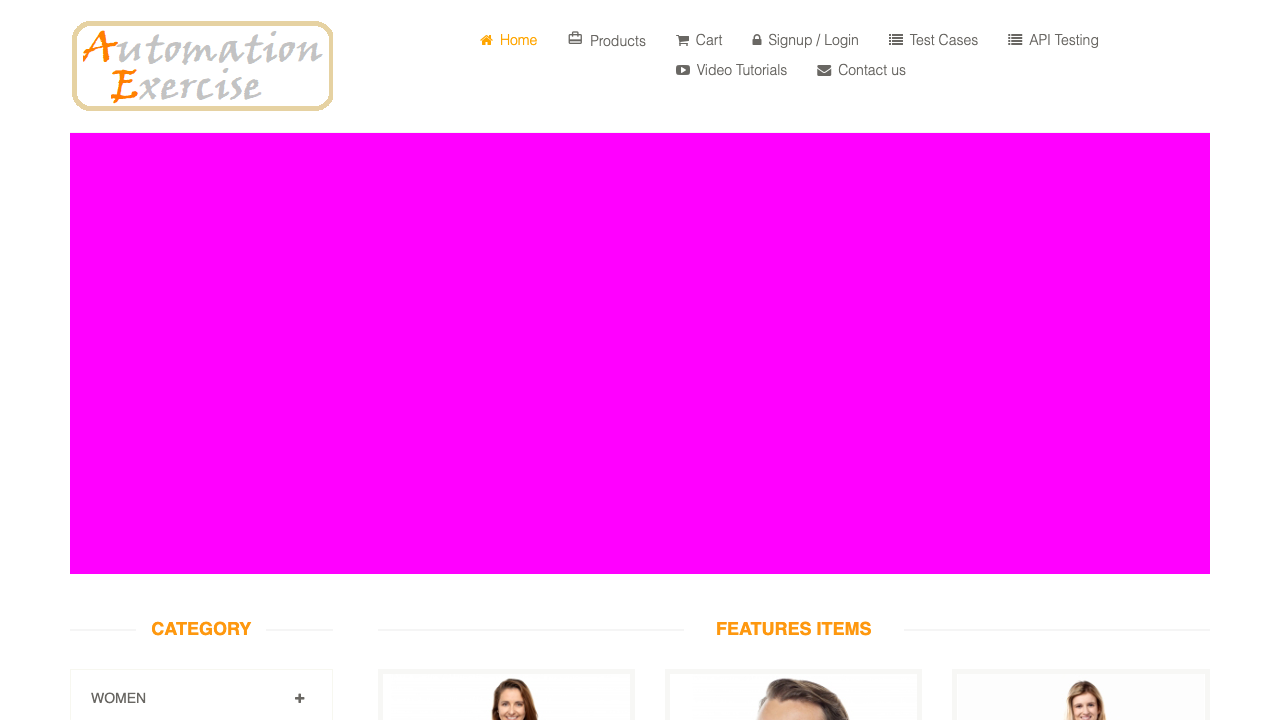 Automation
Exercise
Home Products Cart Signup / Login Test Cases API Testing
Video Tutorials Contact us
CATEGORY
FEATURES ITEMS
WOMEN